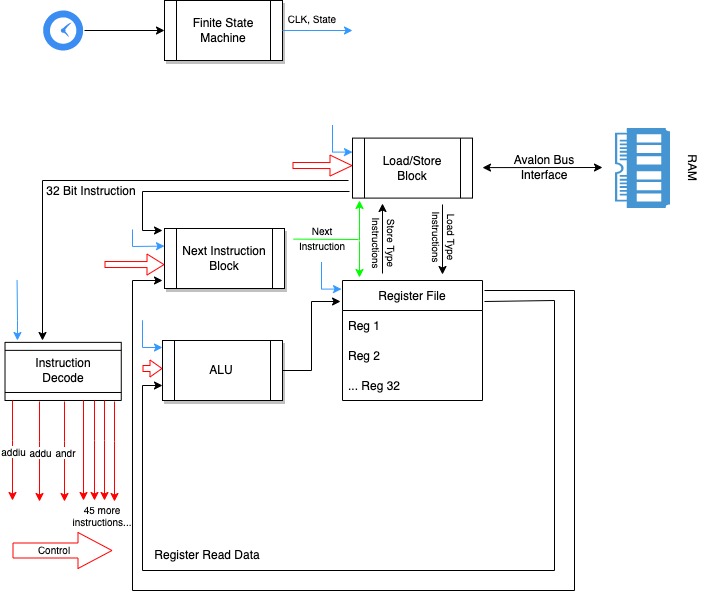 Finite State
Machine
CLK, State
Load/Store
Block
Avalon Bus
Interface
RAM
32 Bit Instruction
Next Instruction
Block
Next
Instruction
Store Type
Instructions
Load Type
Instructions
Register File
Reg 1
Reg 2
... Reg 32
Instruction
Decode
ALU
addiu
addu
andr
45 more
instructions...
Control
Register Read Data